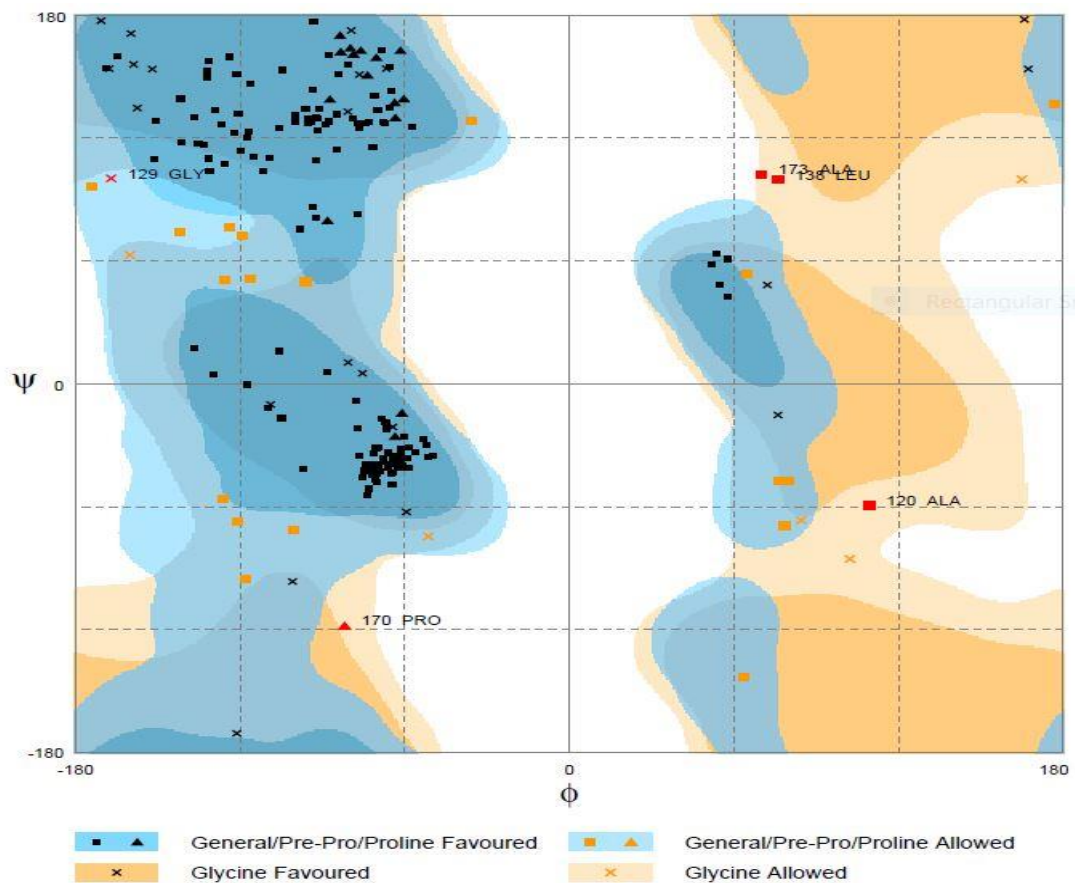 180
129 GLY
173 ALA
138 LEU
Rectangular S
ψ
0
120 ALA
170 PRO
-180
-180
0
180
ϕ
General/Pre-Pro/Proline Favoured
General/Pre-Pro/Proline Allowed
Glycine Favoured
Glycine Allowed